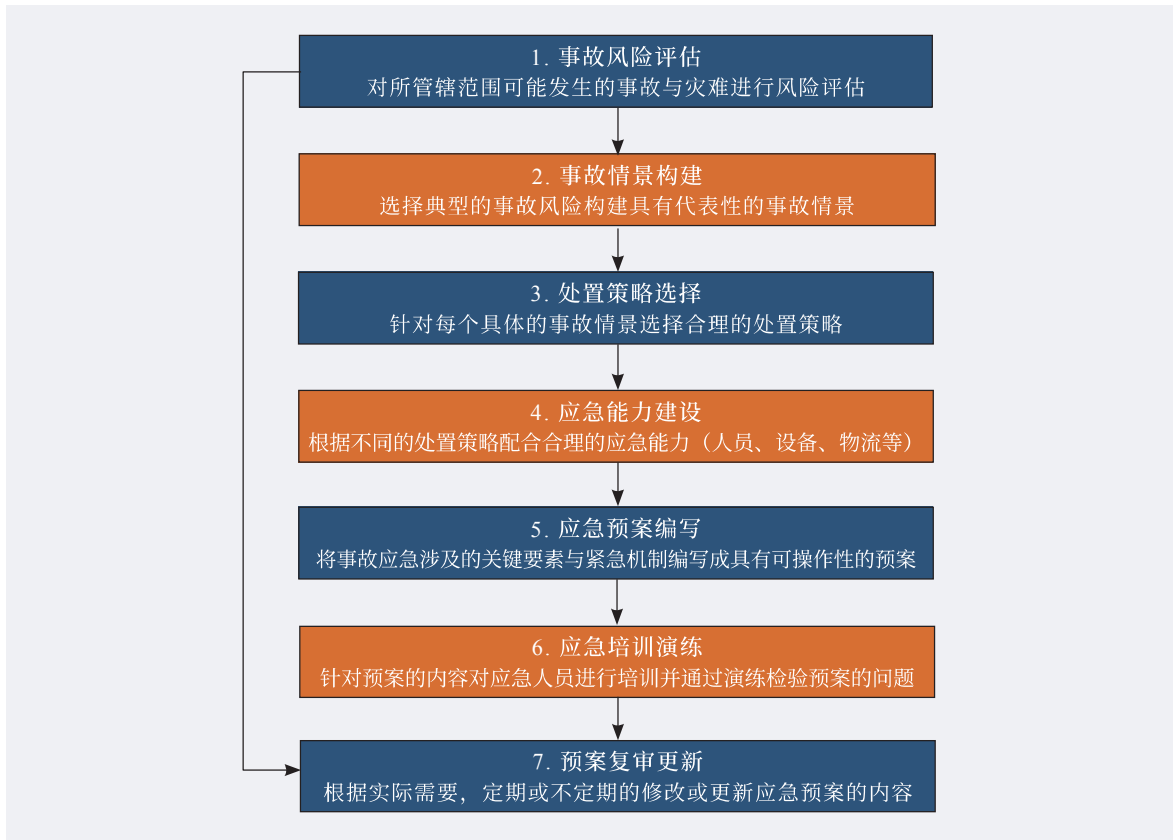 1. 事故风险评估
对所管辖范围可能发生的事故与灾难进行风险评估
2. 事故情景构建
选择典型的事故风险构建具有代表性的事故情景
3. 处置策略选择
针对每个具体的事故情景选择合理的处置策略
4. 应急能力建设
根据不同的处置策略配合合理的应急能力（人员、设备、物流等）
5. 应急预案编写
将事故应急涉及的关键要素与紧急机制编写成具有可操作性的预案
6. 应急培训演练
针对预案的内容对应急人员进行培训并通过演练检验预案的问题
7. 预案复审更新
根据实际需要，定期或不定期的修改或更新应急预案的内容